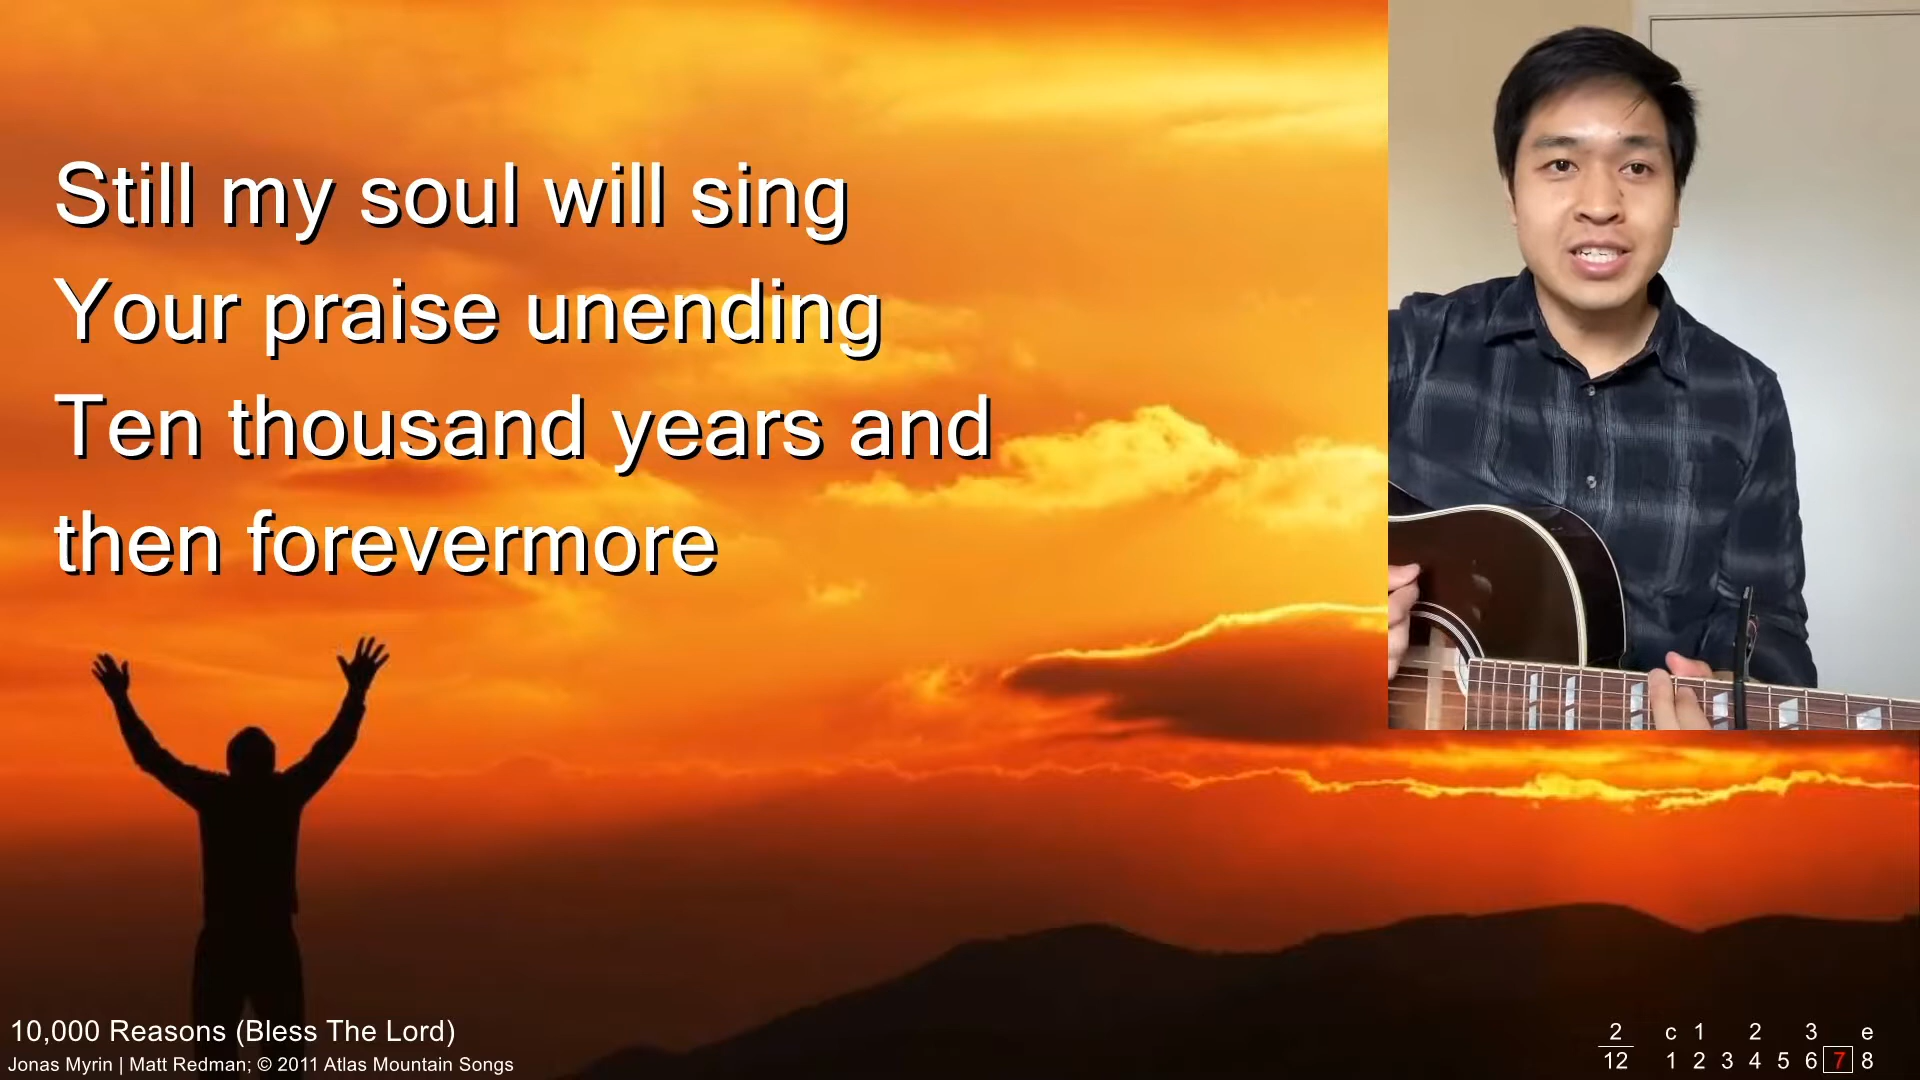 Still my soul will sing
Your praise unending
Ten thousand years and
then forevermore
10,000 Reasons (Bless The Lord)
Jonas Myrin | Matt Redman; © 2011 Atlas Mountain Songs
2 c 1 2 3 e
12 1 2 3 4 5 6 7 8